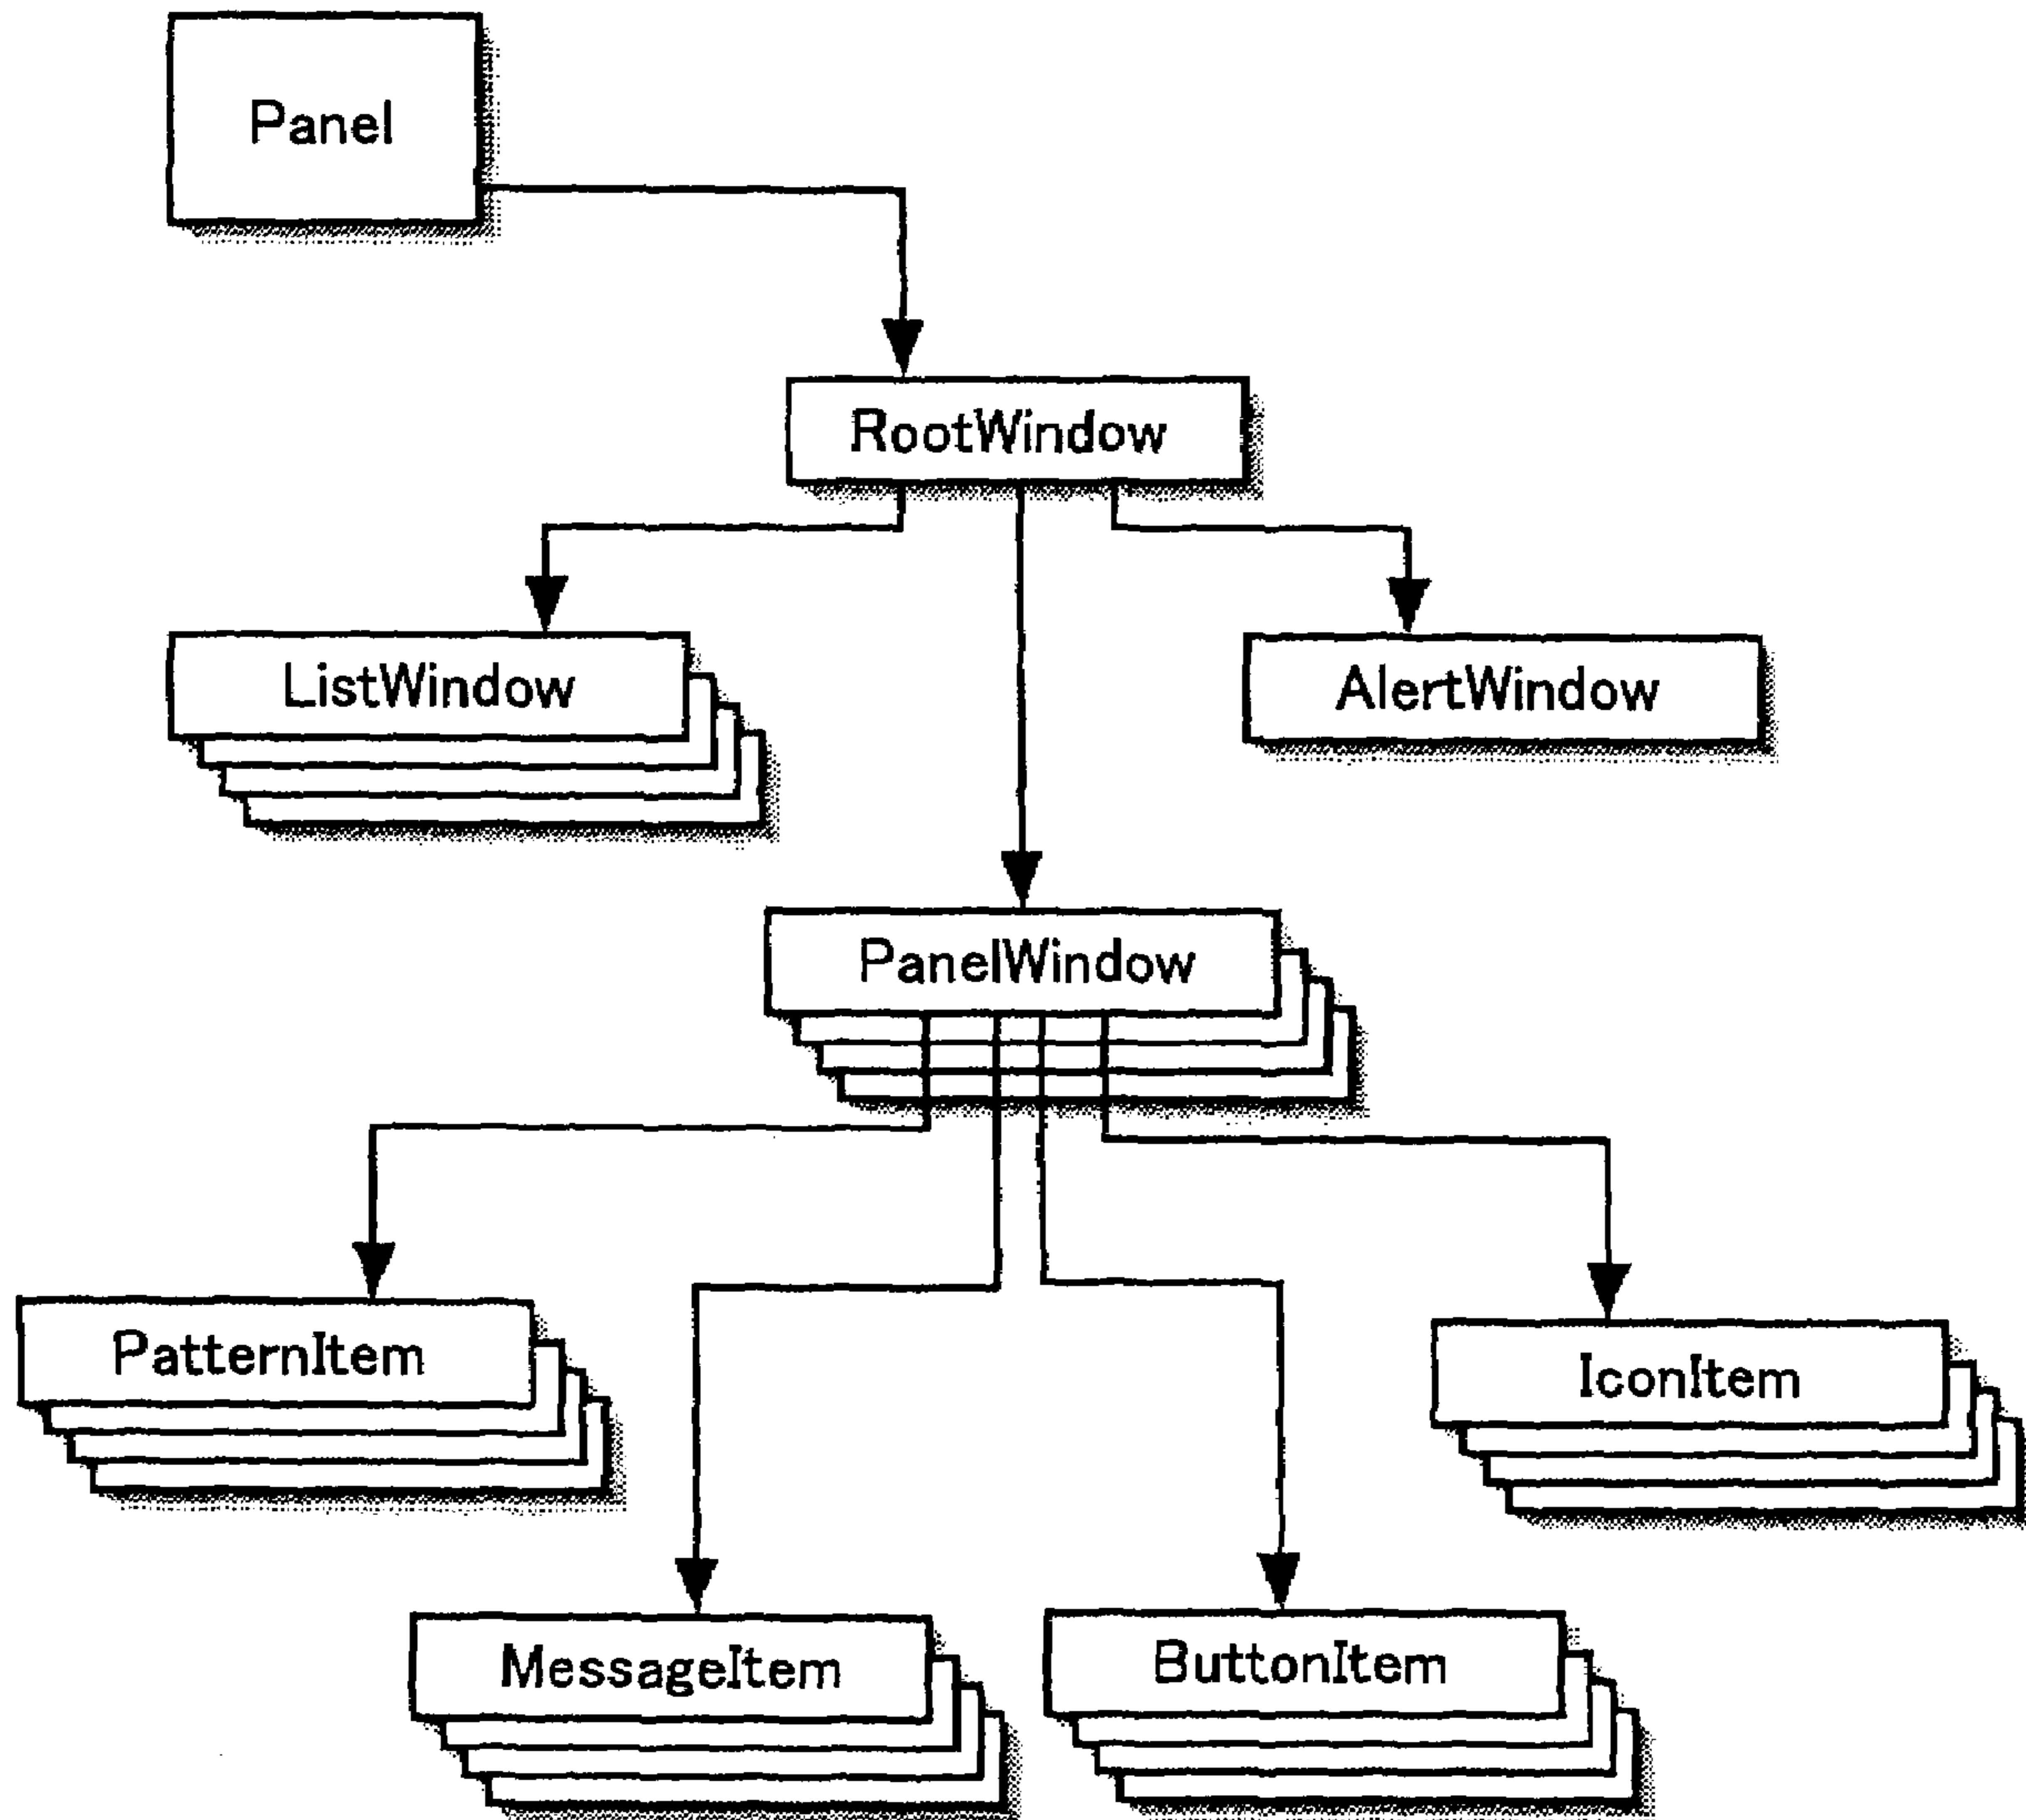 Panel
RootWindow
ListWindow
AlertWindow
PanelWindow
PatternItem
IconItem
MessageItem
ButtonItem